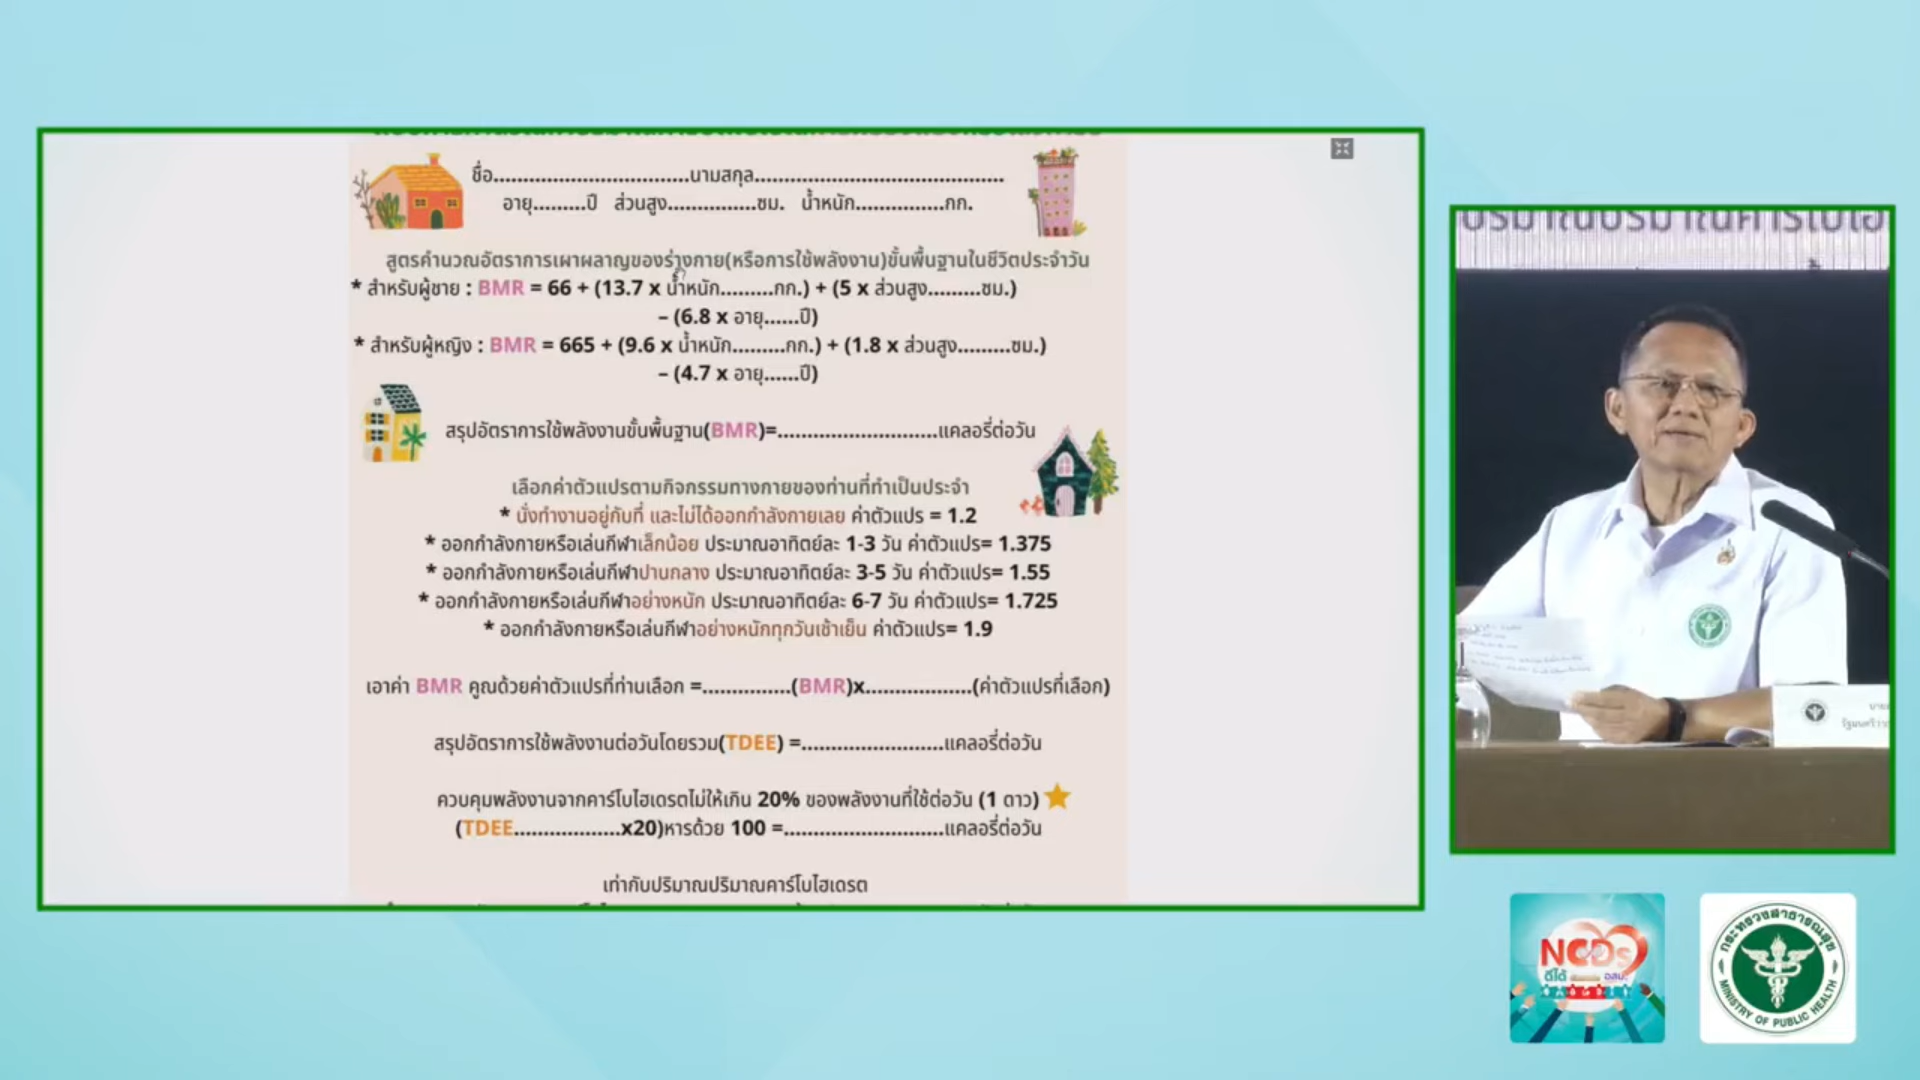 ชื่อ.................................นามสกุล..........................................
อายุ.........ปี ส่วนสูง...............ซม. น้ำหนัก...............กก.
สูตรคำนวณอัตราการเผาผลาญของร่างกาย(หรือการใช้พลังงาน)ขั้นพื้นฐานในชีวิตประจำวัน
* สำหรับผู้ชาย : BMR = 66 + (13.7 x น้ำหนัก.........กก.) + (5 x ส่วนสูง.........ซม.)
– (6.8 x อายุ......ปี)
* สำหรับผู้หญิง : BMR = 665 + (9.6 x น้ำหนัก.........กก.) + (1.8 x ส่วนสูง.........ซม.)
– (4.7 x อายุ......ปี)
สรุปอัตราการใช้พลังงานขั้นพื้นฐาน(BMR)=...........................แคลอรี่ต่อวัน
เลือกค่าตัวแปรตามกิจกรรมทางกายของท่านที่ทำเป็นประจำ
* นั่งทำงานอยู่กับที่ และไม่ได้ออกกำลังกายเลย ค่าตัวแปร = 1.2
* ออกกำลังกายหรือเล่นกีฬาเล็กน้อย ประมาณอาทิตย์ละ 1-3 วัน ค่าตัวแปร= 1.375
* ออกกำลังกายหรือเล่นกีฬาปานกลาง ประมาณอาทิตย์ละ 3-5 วัน ค่าตัวแปร= 1.55
* ออกกำลังกายหรือเล่นกีฬาอย่างหนัก ประมาณอาทิตย์ละ 6-7 วัน ค่าตัวแปร= 1.725
* ออกกำลังกายหรือเล่นกีฬาอย่างหนักทุกวันเช้าเย็น ค่าตัวแปร= 1.9
เอาค่า BMR คูณด้วยค่าตัวแปรที่ท่านเลือก =...............(BMR)x..................(ค่าตัวแปรที่เลือก)
สรุปอัตราการใช้พลังงานต่อวันโดยรวม(TDEE) =........................แคลอรี่ต่อวัน
ควบคุมพลังงานจากคาร์โบไฮเดรตไม่ให้เกิน 20% ของพลังงานที่ใช้ต่อวัน (1 ดาว)
(TDEE..................x20)หารด้วย 100 =...........................แคลอรี่ต่อวัน
เท่ากับปริมาณปริมาณคาร์โบไฮเดรต
NCDs
ดีได้
อสม.
กระทรวงสาธารณสุข
MINISTRY OF PUBLIC HEALTH